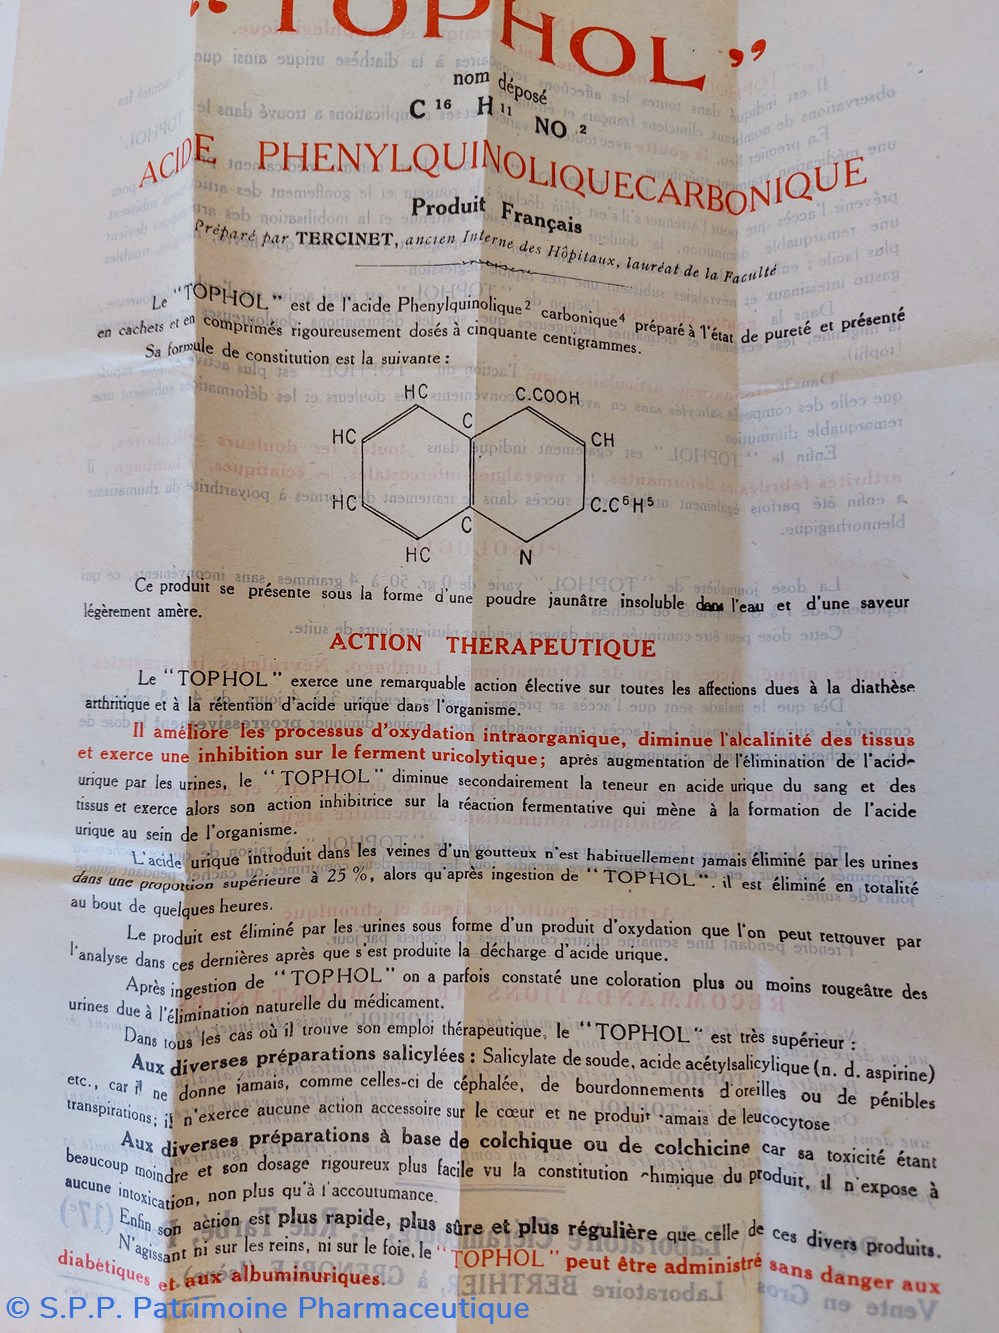 “TOPHOL”
nom déposé
C 16 H 11 NO 2
ACIDE PHENYLQUINOLIQUECARBONIQUE
Produit Français
Préparé par TERCINET, ancien Interne des Hôpitaux, lauréat de la Faculté
Le “TOPHOL” est de l'acide Phenylquinolique² carbonique⁴ préparé à l'état de pureté et présenté
en cachets et en comprimés rigoureusement dosés à cinquante centigrammes.
Sa formule de constitution est la suivante :
HC C.COOH
C
HC CH
HC C-C⁶H⁵
C
HC N
Ce produit se présente sous la forme d'une poudre jaunâtre insoluble dans l'eau et d'une saveur
légèrement amère.
ACTION THERAPEUTIQUE
Le “TOPHOL” exerce une remarquable action élective sur toutes les affections dues à la diathèse
arthritique et à la rétention d'acide urique dans l'organisme.
Il améliore les processus d'oxydation intraorganique, diminue l'alcalinité des tissus
et exerce une inhibition sur le ferment uricolytique; après augmentation de l'élimination de l'acide
urique par les urines, le “TOPHOL” diminue secondairement la teneur en acide urique du sang et des
tissus et exerce alors son action inhibitrice sur la réaction fermentative qui mène à la formation de l'acide
urique au sein de l'organisme.
L'acide urique introduit dans les veines d'un goutteux n'est habituellement jamais éliminé par les urines
dans une proportion supérieure à 25 %, alors qu'après ingestion de “TOPHOL”. il est éliminé en totalité
au bout de quelques heures.
Le produit est éliminé par les urines sous forme d'un produit d'oxydation que l'on peut retrouver par
l'analyse dans ces dernières après que s'est produite la décharge d'acide urique.
Après ingestion de “TOPHOL” on a parfois constaté une coloration plus ou moins rougeâtre des
urines due à l'élimination naturelle du médicament.
Dans tous les cas où il trouve son emploi thérapeutique, le “TOPHOL” est très supérieur :
Aux diverses préparations salicylées : Salicylate de soude, acide acétylsalicylique (n. d. aspirine)
etc., car il ne donne jamais, comme celles-ci de céphalée, de bourdonnements d'oreilles ou de pénibles
transpirations; il n'exerce aucune action accessoire sur le cœur et ne produit jamais de leucocytose
Aux diverses préparations à base de colchique ou de colchicine car sa toxicité étant
beaucoup moindre et son dosage rigoureux plus facile vu la constitution chimique du produit, il n'expose à
aucune intoxication, non plus qu'à l'accoutumance.
Enfin son action est plus rapide, plus sûre et plus régulière que celle de ces divers produits.
N'agissant ni sur les reins, ni sur le foie, le “TOPHOL” peut être administré sans danger aux
diabétiques et aux albuminuriques.
© S.P.P. Patrimoine Pharmaceutique